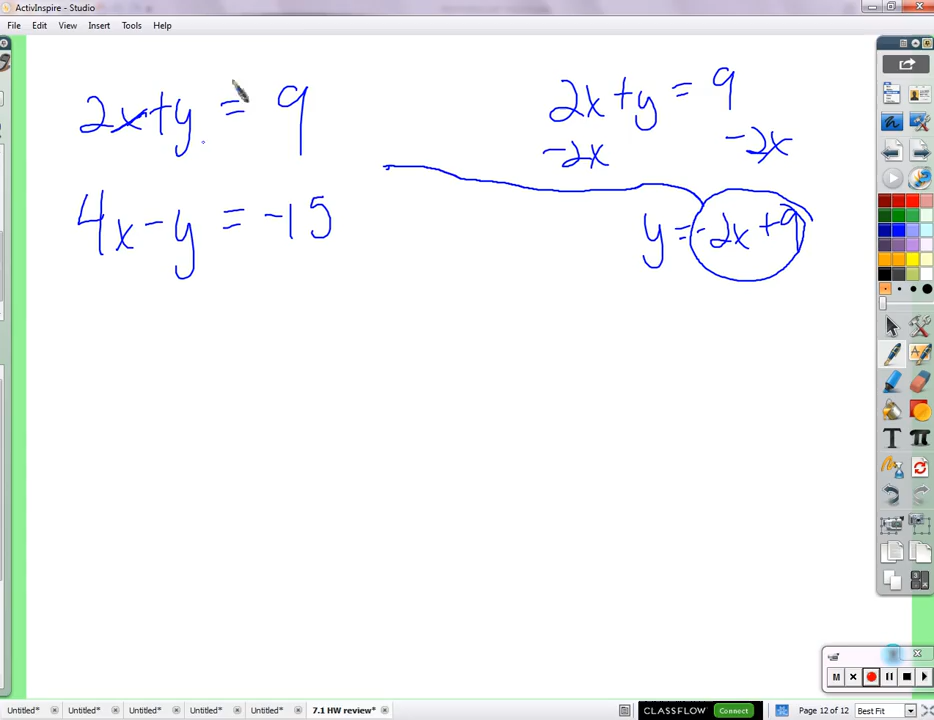 ActivInspire - Studio
File Edit View Insert Tools Help
2x+y = 9
4x-y = -15
2x+y = 9
-2x -2x
y=-2x+9
M
Untitled* Untitled* Untitled* Untitled* Untitled* 7.1 HW review* CLASSFLOW Connect Page 12 of 12 Best Fit